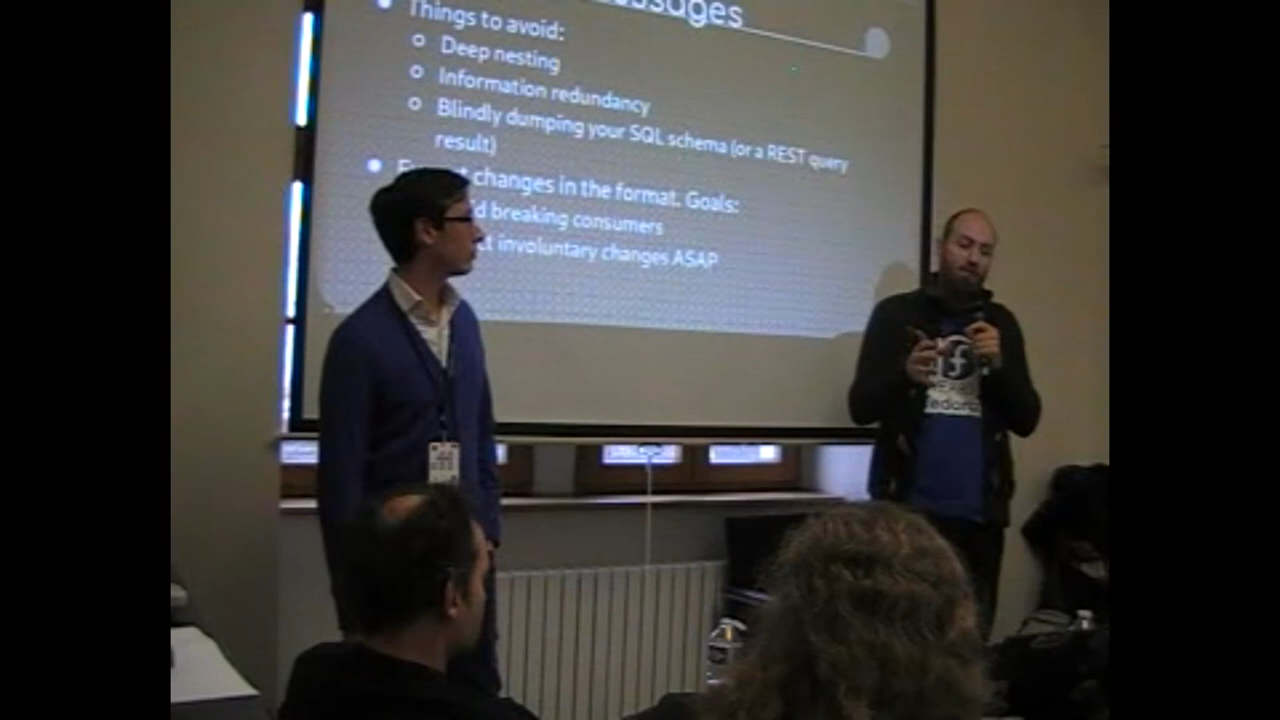 Things to avoid:
Deep nesting
Information redundancy
Blindly dumping your SQL schema (or a REST query
result)
changes in the format. Goals:
breaking consumers
involuntary changes ASAP
f
fedora